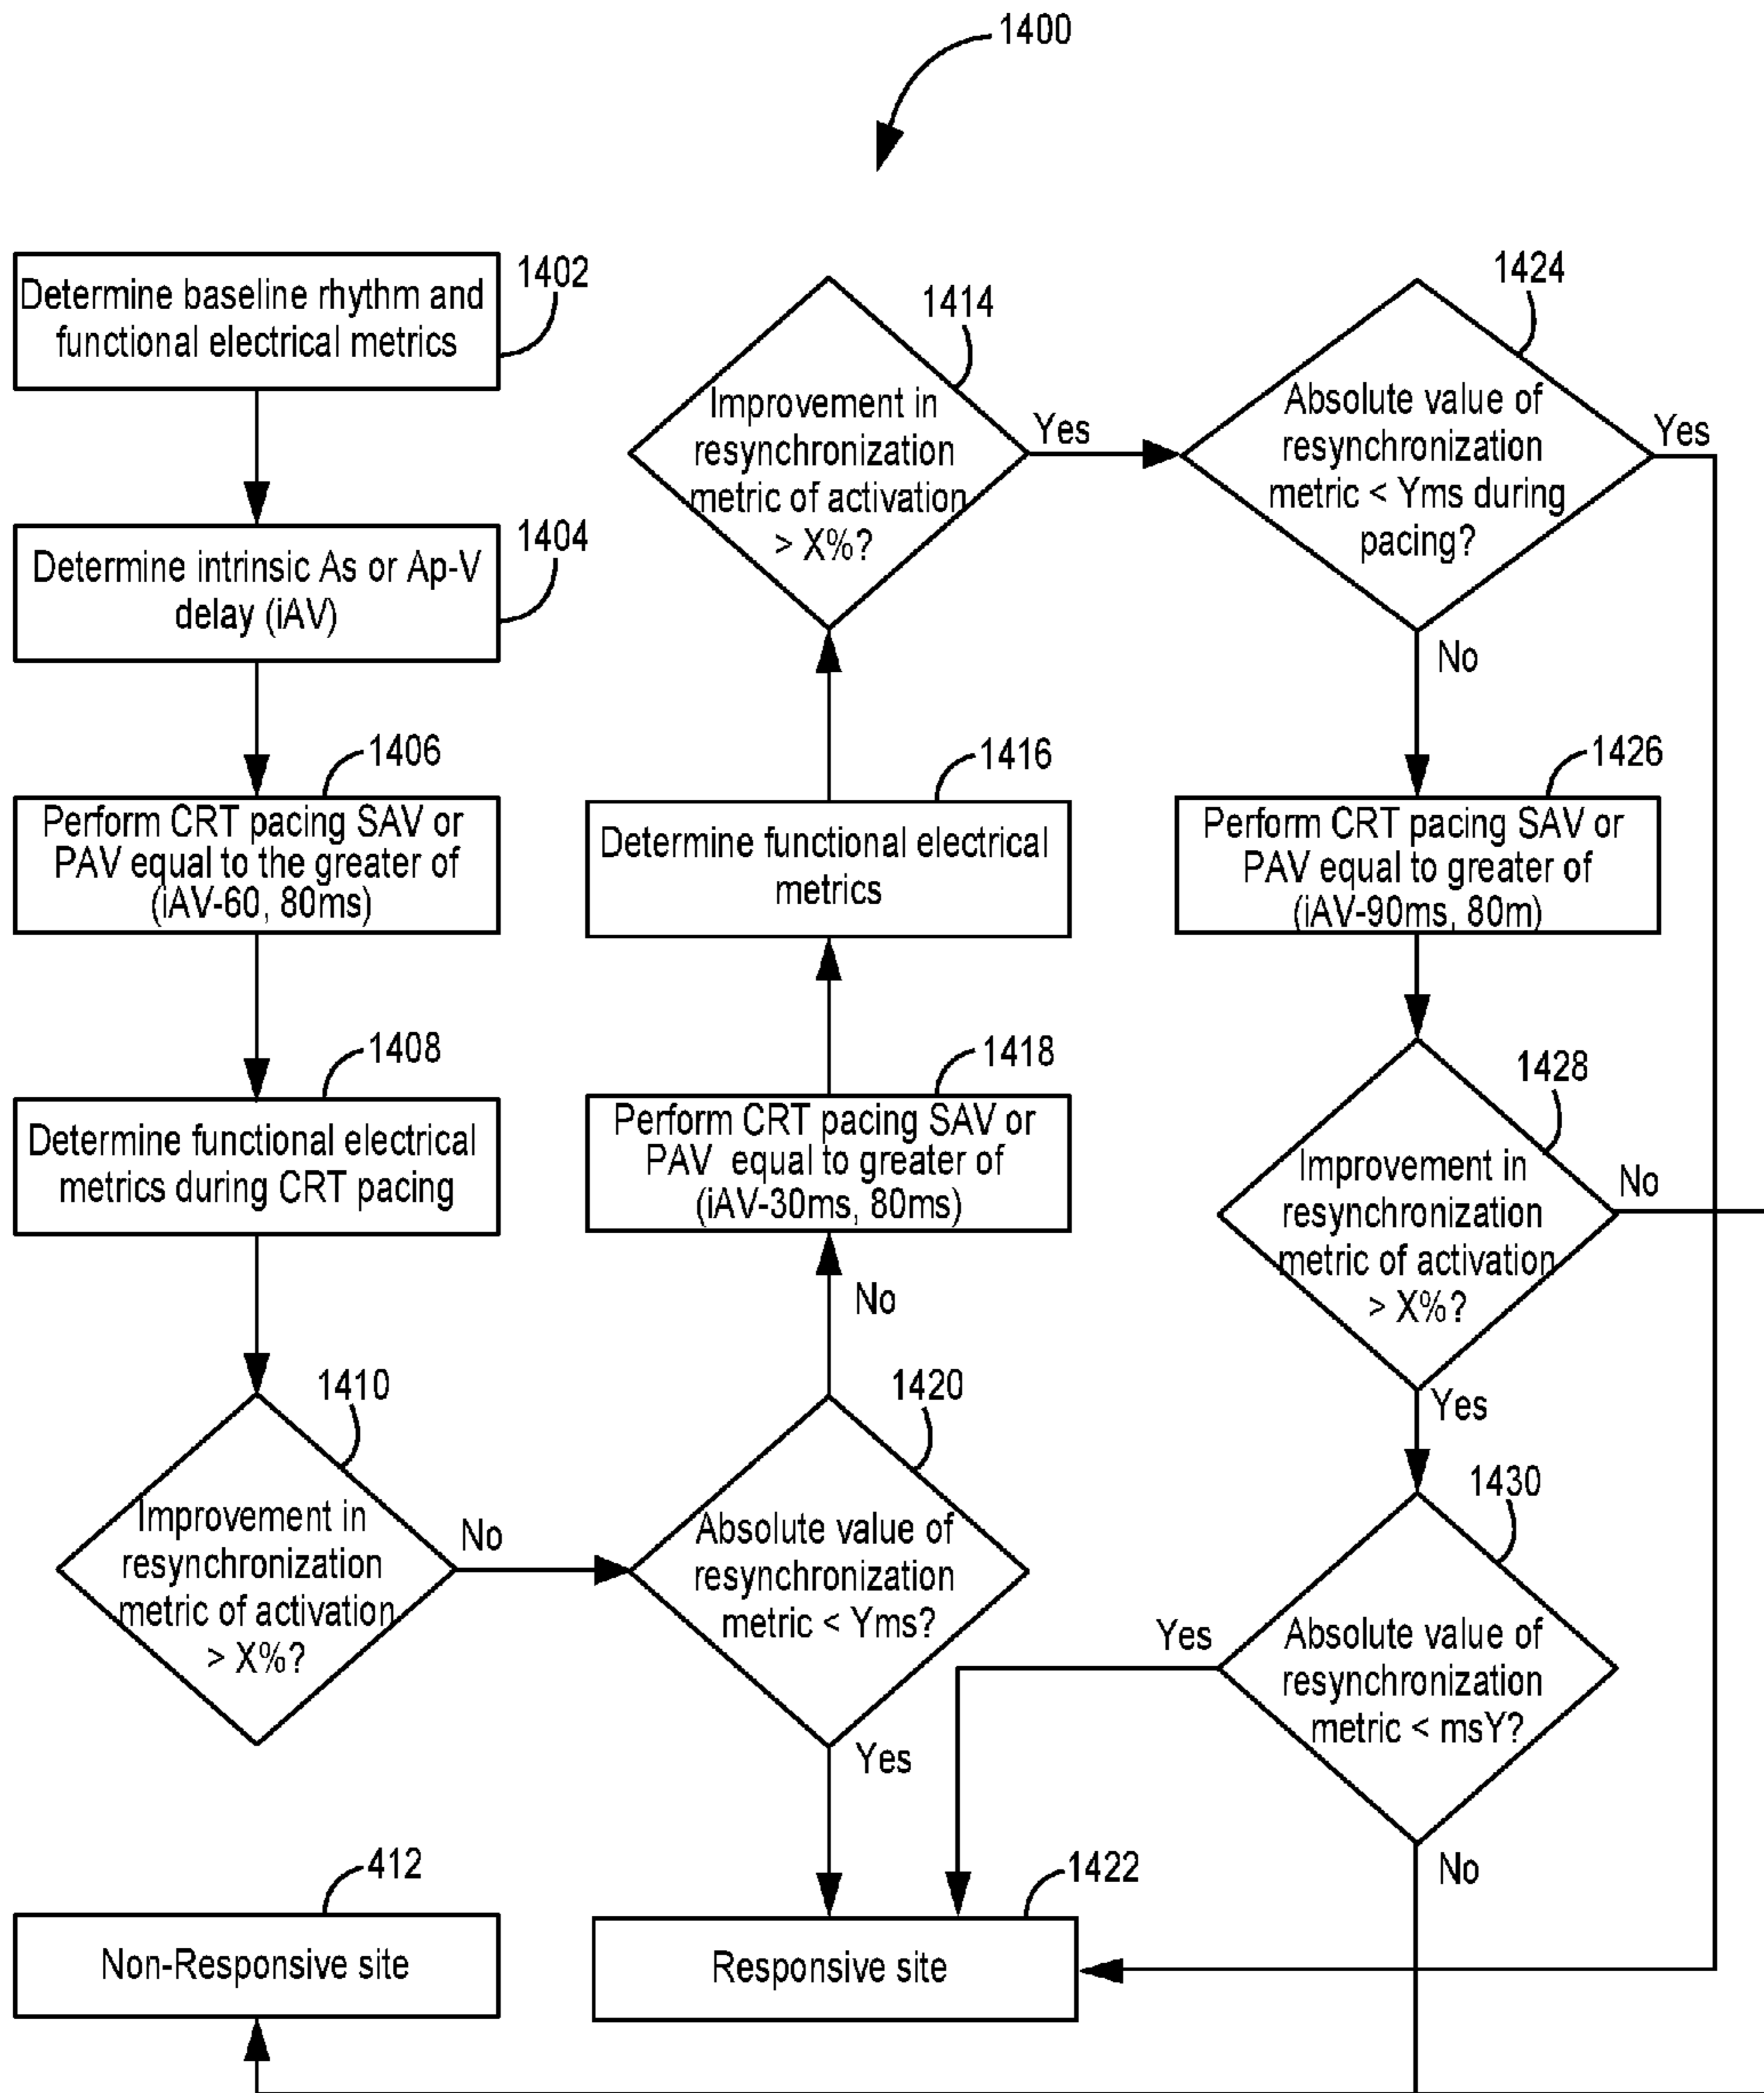 1400
1402
Determine baseline rhythm and
functional electrical metrics
1404
Determine intrinsic As or Ap-V
delay (iAV)
1406
Perform CRT pacing SAV or
PAV equal to the greater of
(iAV-60, 80ms)
1408
Determine functional electrical
metrics during CRT pacing
1410
Improvement in
resynchronization
metric of activation
> X%?
No
412
Non-Responsive site
1414
Improvement in
resynchronization
metric of activation
> X%?
Yes
1416
Determine functional electrical
metrics
1418
Perform CRT pacing SAV or
PAV equal to greater of
(iAV-30ms, 80ms)
No
1420
Absolute value of
resynchronization
metric < Yms?
Yes
1422
Responsive site
1424
Absolute value of
resynchronization
metric < Yms during
pacing?
Yes
No
1426
Perform CRT pacing SAV or
PAV equal to greater of
(iAV-90ms, 80m)
1428
Improvement in
resynchronization
metric of activation
> X%?
No
Yes
1430
Absolute value of
resynchronization
metric < msY?
Yes
No